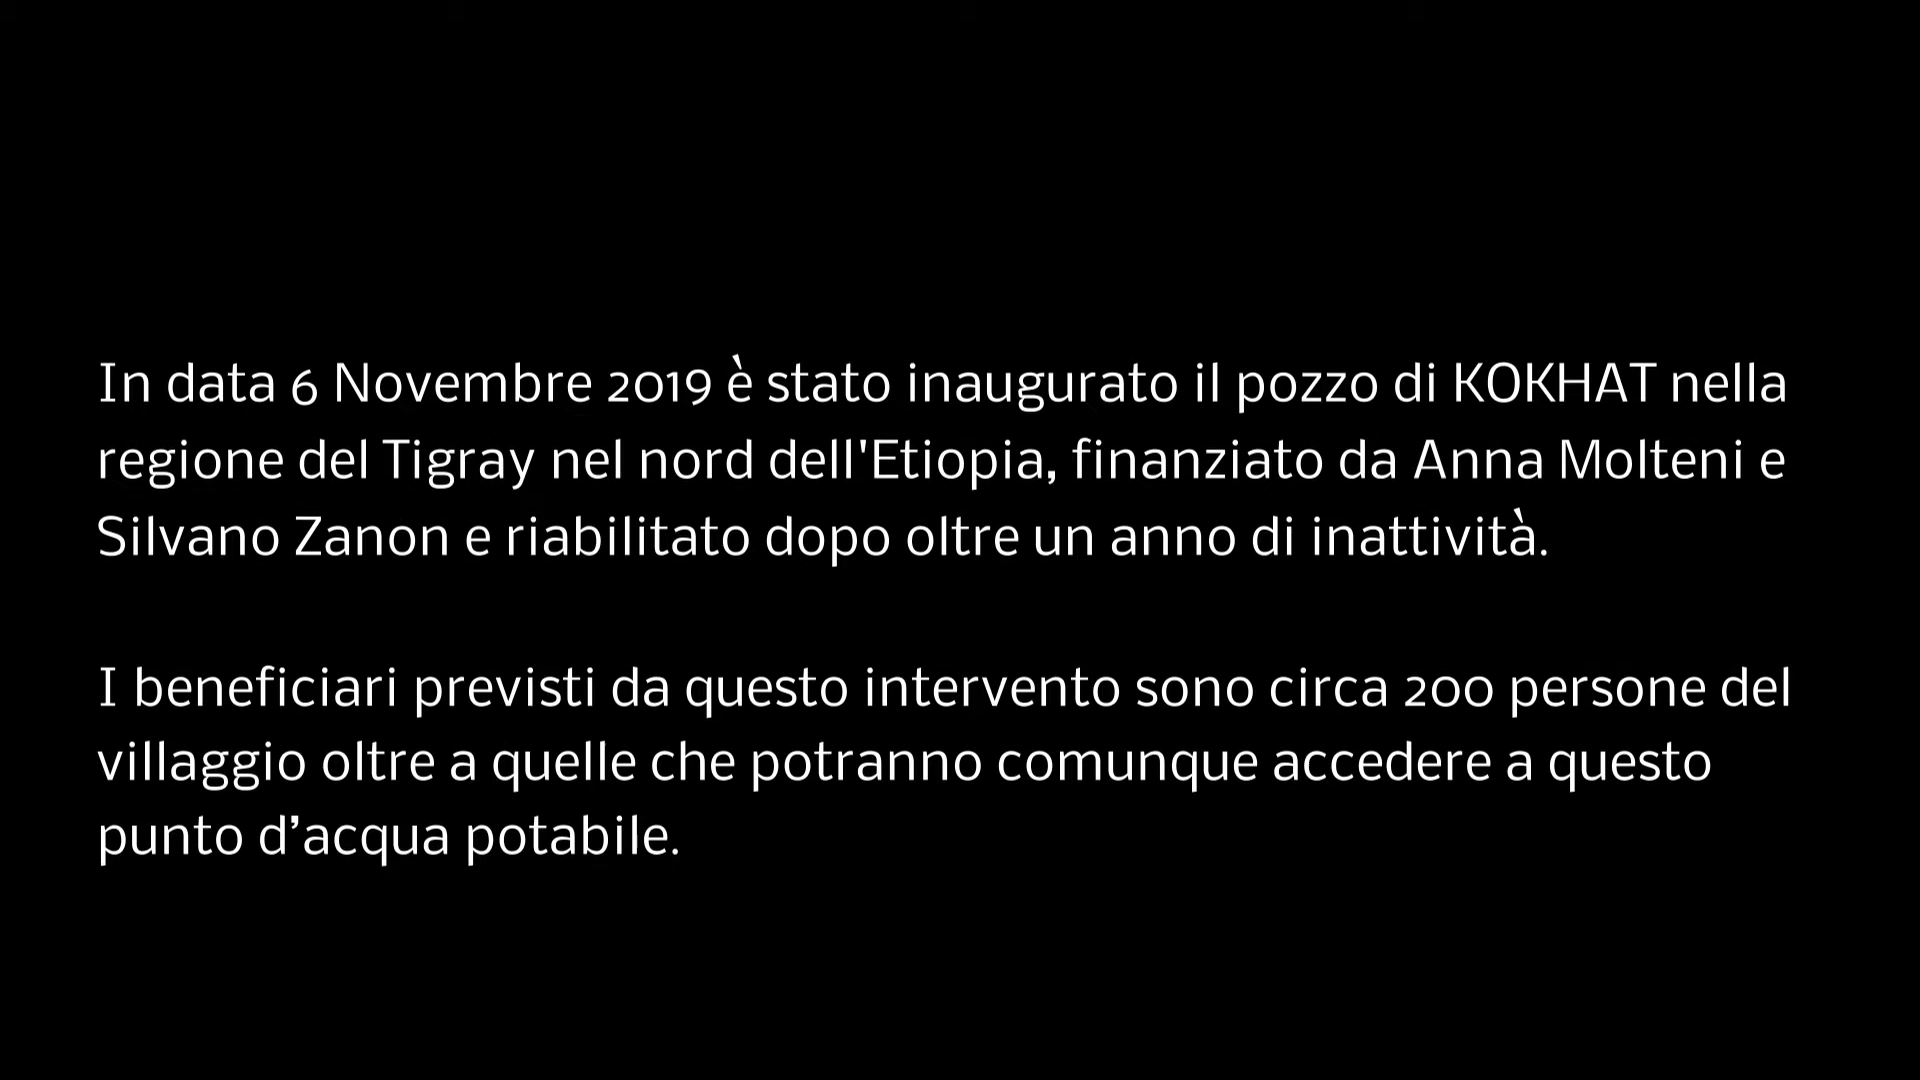 In data 6 Novembre 2019 è stato inaugurato il pozzo di KOKHAT nella
regione del Tigray nel nord dell'Etiopia, finanziato da Anna Molteni e
Silvano Zanon e riabilitato dopo oltre un anno di inattività.
I beneficiari previsti da questo intervento sono circa 200 persone del
villaggio oltre a quelle che potranno comunque accedere a questo
punto d’acqua potabile.